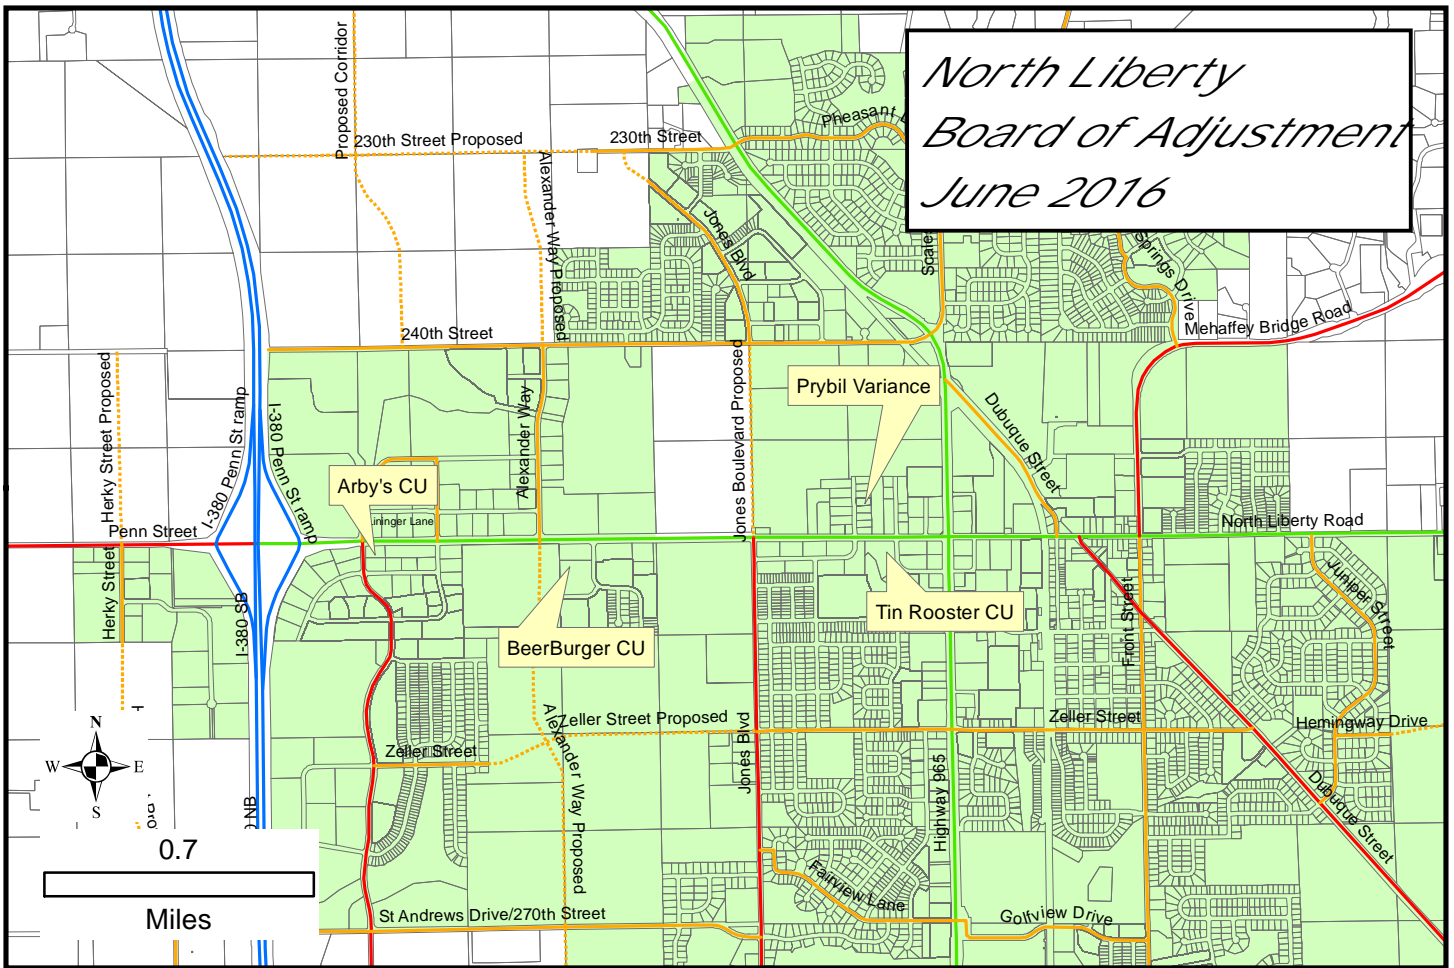 North Liberty
Board of Adjustment
June 2016
Proposed Corridor
230th Street Proposed
230th Street
Pheasant
Alexander Way Proposed
Jones Blvd
Springs Drive
Mehaffey Bridge Road
240th Street
Herky Street Proposed
I-380 Penn St ramp
I-380 Penn St ramp
Alexander Way
Jones Boulevard Proposed
Prybil Variance
Dubuque Street
Arby's CU
Penn Street
North Liberty Road
Herky Street
I-380 SB
BeerBurger CU
Tin Rooster CU
Front Street
Juniper Street
Zeller Street Proposed
Zeller Street
Hemingway Drive
Zeller Street
Alexander Way Proposed
Jones Blvd
Highway 965
Dubuque Street
N
W
E
S
NB
0.7
Miles
Fairview Lane
St Andrews Drive/270th Street
Golfview Drive